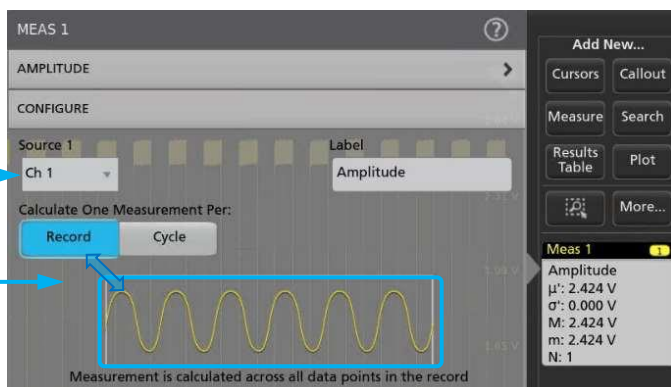 MEAS 1
?
AMPLITUDE
CONFIGURE
Source 1
Label
Ch 1
Amplitude
Calculate One Measurement Per:
Record
Cycle
Measurement is calculated across all data points in the record
Add New...
Cursors
Callout
Measure
Search
Results
Table
Plot
More...
Meas 1
1
Amplitude
µ': 2.424 V
σ': 0.000 V
M: 2.424 V
m: 2.424 V
N: 1